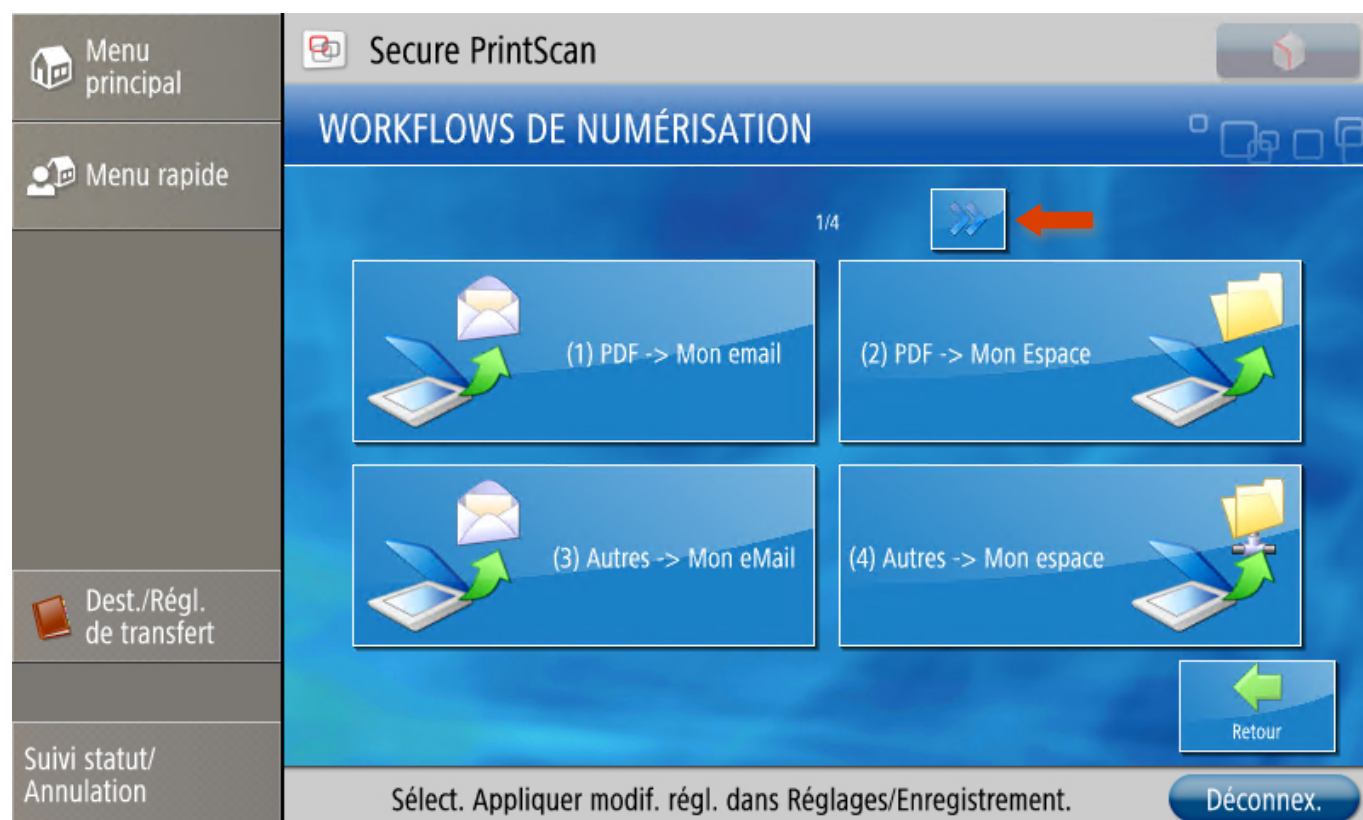 Menu
principal
Menu rapide
Dest./Régl.
de transfert
Suivi statut/
Annulation
Secure PrintScan
WORKFLOWS DE NUMÉRISATION
1/4
(1) PDF -> Mon email
(2) PDF -> Mon Espace
(3) Autres -> Mon eMail
(4) Autres -> Mon espace
Retour
Sélect. Appliquer modif. régl. dans Réglages/Enregistrement.
Déconnex.